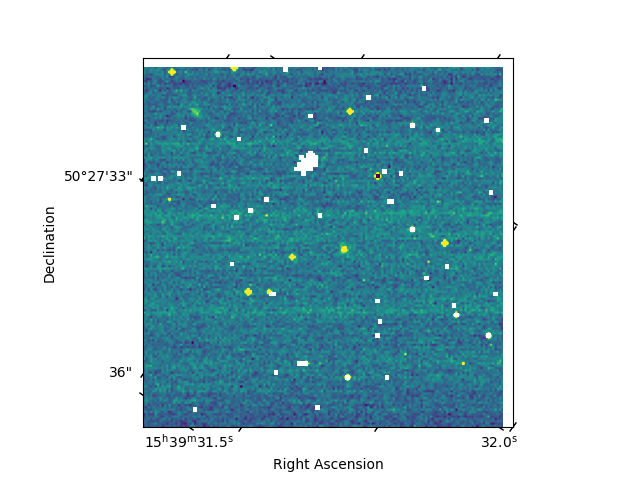 50°27'33"
Declination
36"
15ʰ39ᵐ31.5ˢ
32.0ˢ
Right Ascension